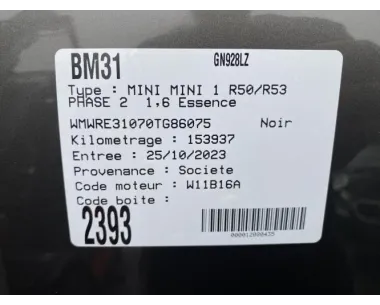 BM31 GN928LZ
Type : MINI MINI 1 R50/R53
PHASE 2 1,6 Essence
WMWRE31070TG86075 Noir
Kilometrage : 153937
Entree : 25/10/2023
Provenance : Societe
Code moteur : W11B16A
Code boite :
2393